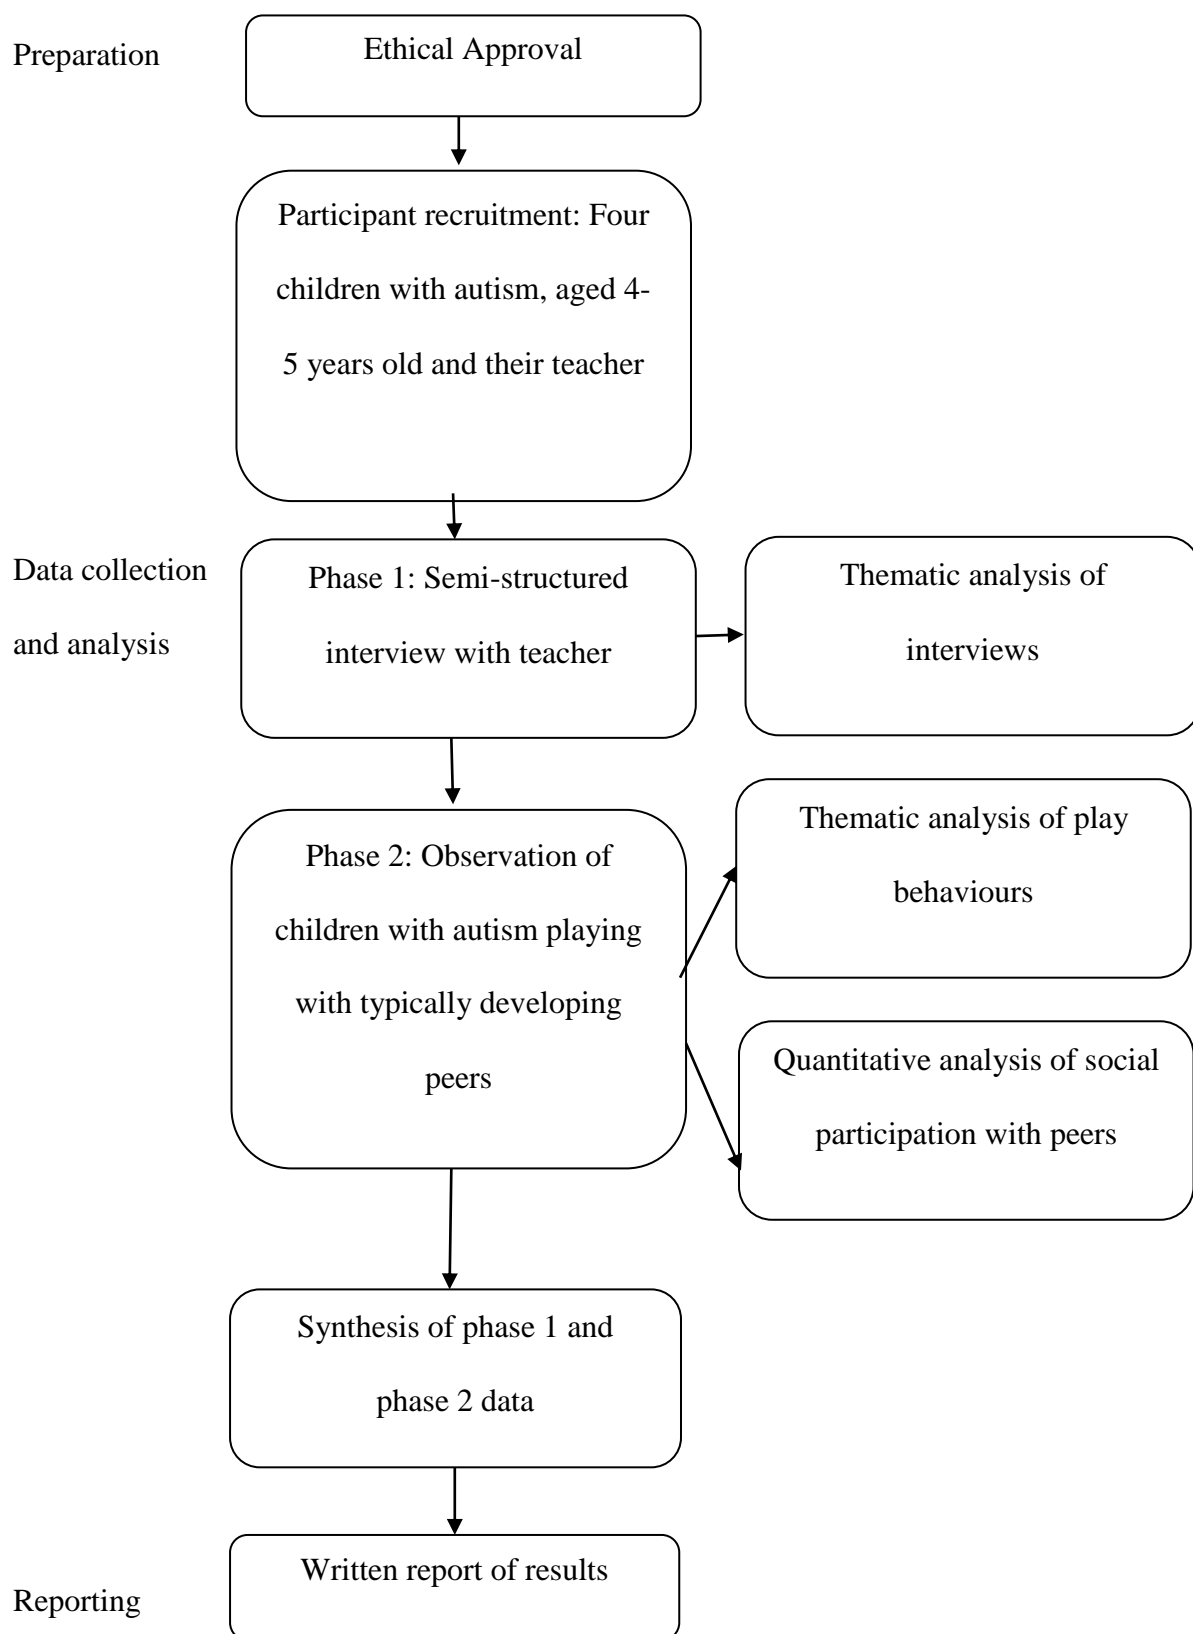 Preparation
Ethical Approval
Participant recruitment: Four
children with autism, aged 4-
5 years old and their teacher
Data collection
and analysis
Phase 1: Semi-structured
interview with teacher
Thematic analysis of
interviews
Phase 2: Observation of
children with autism playing
with typically developing
peers
Thematic analysis of play
behaviours
Quantitative analysis of social
participation with peers
Synthesis of phase 1 and
phase 2 data
Written report of results
Reporting